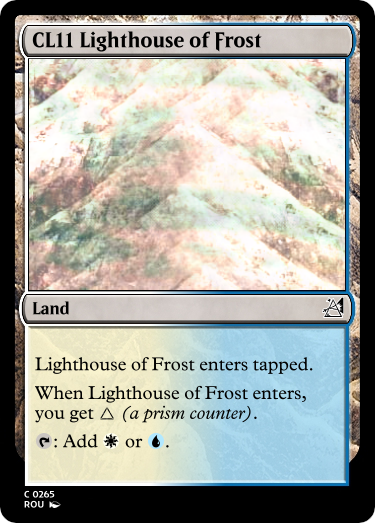 CL11 Lighthouse of Frost
Land
Lighthouse of Frost enters tapped.
When Lighthouse of Frost enters,
you get △ (a prism counter).
: Add or .
C 0265
ROU